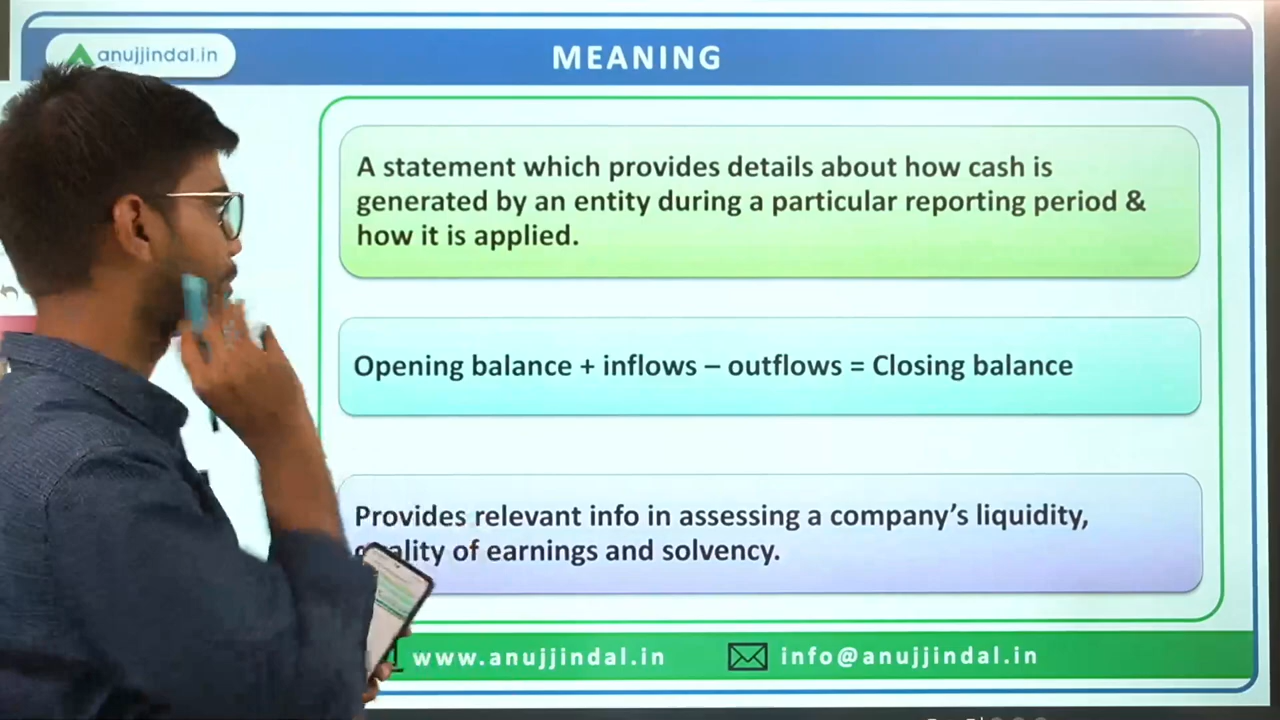 anujjindal.in
MEANING
A statement which provides details about how cash is
generated by an entity during a particular reporting period &
how it is applied.
Opening balance + inflows – outflows = Closing balance
Provides relevant info in assessing a company's liquidity,
quality of earnings and solvency.
www.anujjindal.in
info@anujjindal.in